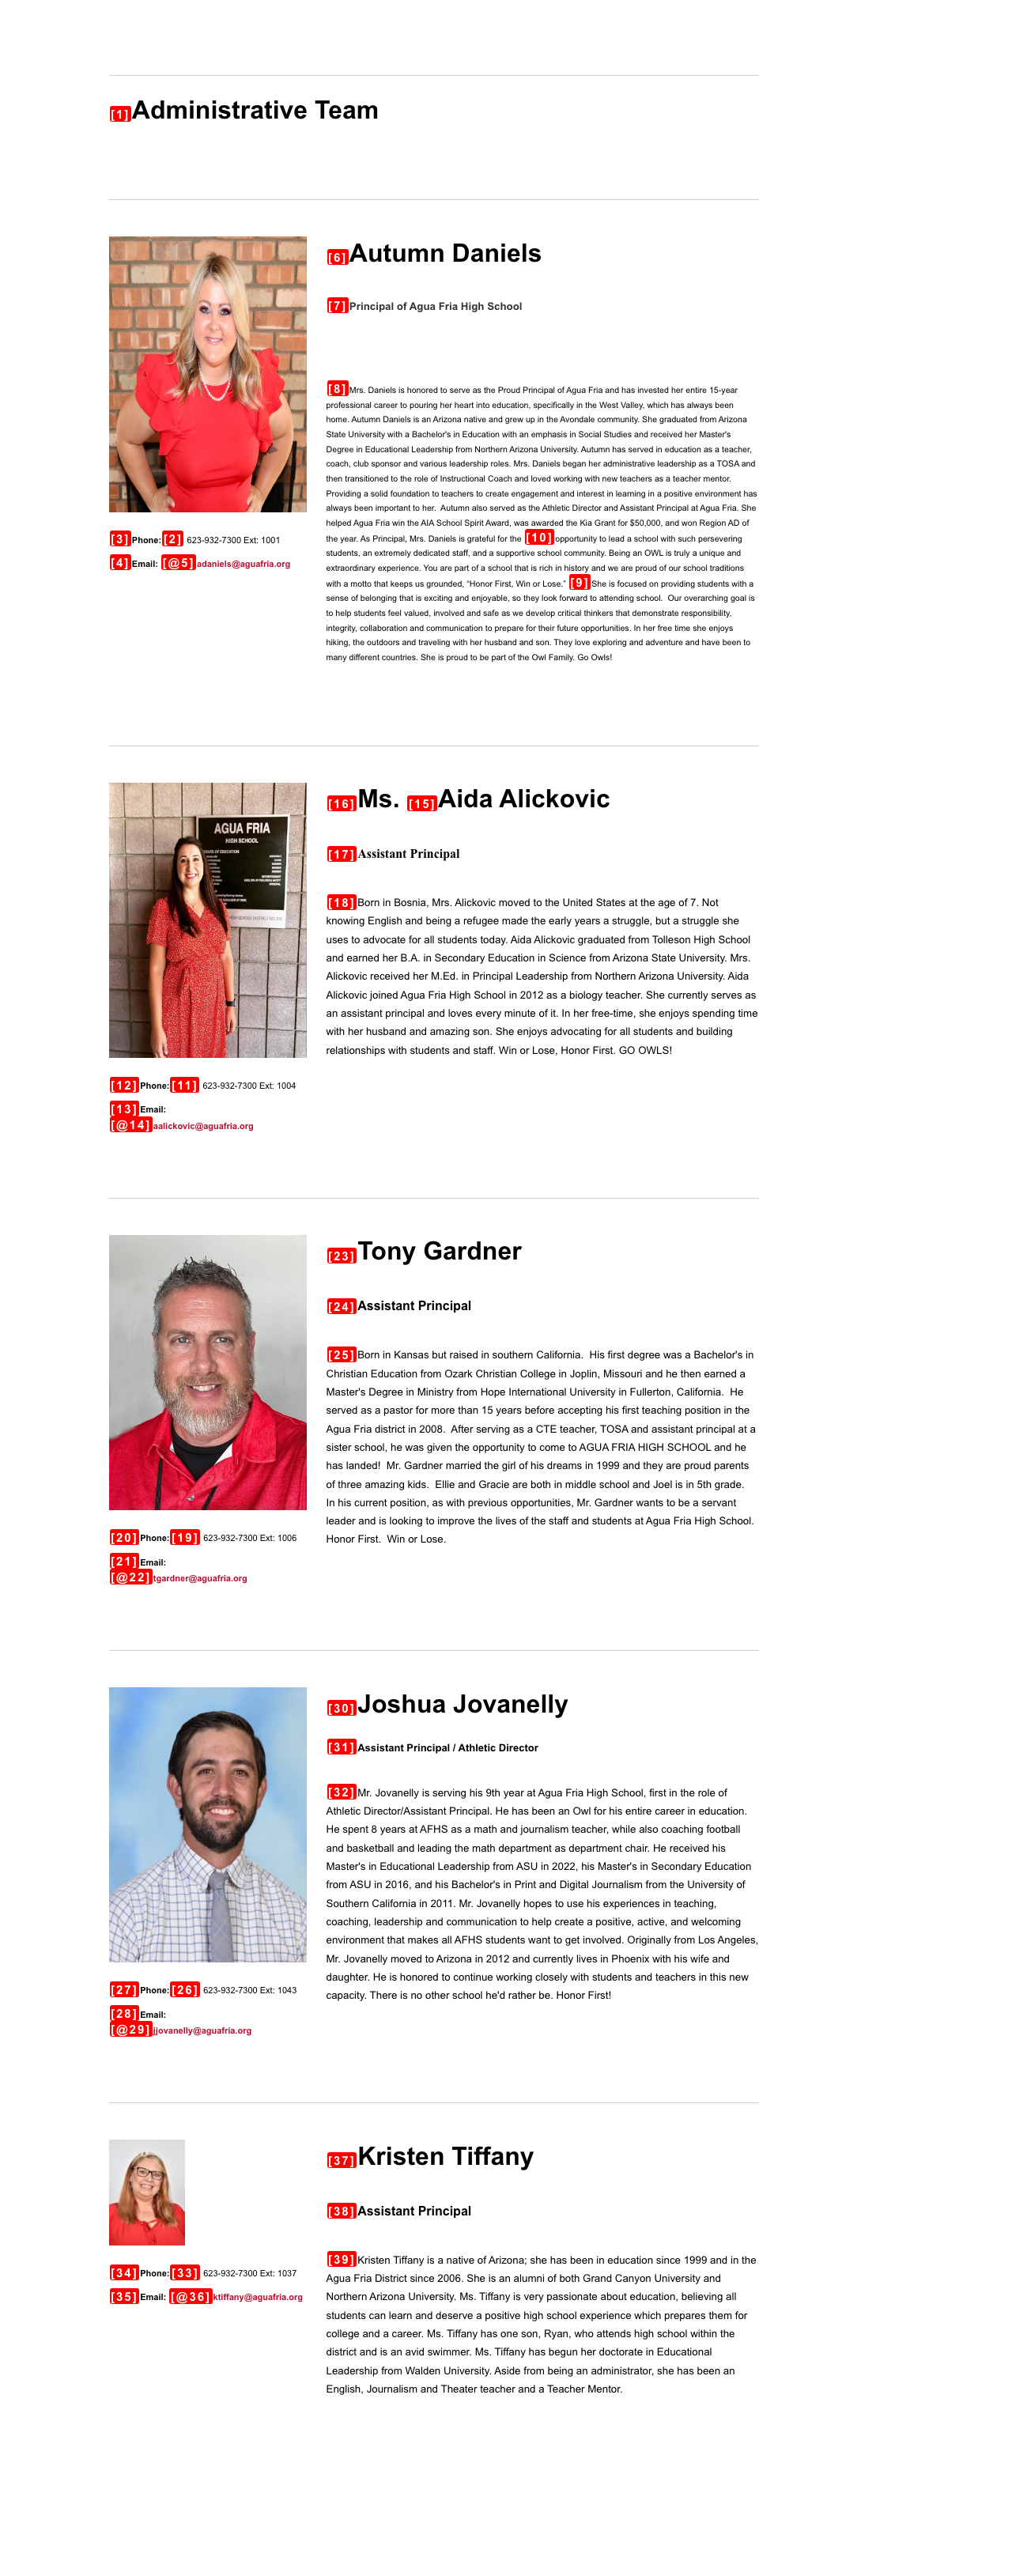 [1]Administrative Team
[6]Autumn Daniels
[7]Principal of Agua Fria High School
[8]Mrs. Daniels is honored to serve as the Proud Principal of Agua Fria and has invested her entire 15-year
professional career to pouring her heart into education, specifically in the West Valley, which has always been
home. Autumn Daniels is an Arizona native and grew up in the Avondale community. She graduated from Arizona
State University with a Bachelor's in Education with an emphasis in Social Studies and received her Master's
Degree in Educational Leadership from Northern Arizona University. Autumn has served in education as a teacher,
coach, club sponsor and various leadership roles. Mrs. Daniels began her administrative leadership as a TOSA and
then transitioned to the role of Instructional Coach and loved working with new teachers as a teacher mentor.
Providing a solid foundation to teachers to create engagement and interest in learning in a positive environment has
always been important to her.  Autumn also served as the Athletic Director and Assistant Principal at Agua Fria. She
helped Agua Fria win the AIA School Spirit Award, was awarded the Kia Grant for $50,000, and won Region AD of
the year. As Principal, Mrs. Daniels is grateful for the [10]opportunity to lead a school with such persevering
students, an extremely dedicated staff, and a supportive school community. Being an OWL is truly a unique and
extraordinary experience. You are part of a school that is rich in history and we are proud of our school traditions
with a motto that keeps us grounded, “Honor First, Win or Lose.” [9]She is focused on providing students with a
sense of belonging that is exciting and enjoyable, so they look forward to attending school.  Our overarching goal is
to help students feel valued, involved and safe as we develop critical thinkers that demonstrate responsibility,
integrity, collaboration and communication to prepare for their future opportunities. In her free time she enjoys
hiking, the outdoors and traveling with her husband and son. They love exploring and adventure and have been to
many different countries. She is proud to be part of the Owl Family. Go Owls!
[3]Phone:[2] 623-932-7300 Ext: 1001
[4]Email: [@5]adaniels@aguafria.org
AGUA FRIA
HIGH SCHOOL
[16]Ms. [15]Aida Alickovic
[17]Assistant Principal
[18]Born in Bosnia, Mrs. Alickovic moved to the United States at the age of 7. Not
knowing English and being a refugee made the early years a struggle, but a struggle she
uses to advocate for all students today. Aida Alickovic graduated from Tolleson High School
and earned her B.A. in Secondary Education in Science from Arizona State University. Mrs.
Alickovic received her M.Ed. in Principal Leadership from Northern Arizona University. Aida
Alickovic joined Agua Fria High School in 2012 as a biology teacher. She currently serves as
an assistant principal and loves every minute of it. In her free-time, she enjoys spending time
with her husband and amazing son. She enjoys advocating for all students and building
relationships with students and staff. Win or Lose, Honor First. GO OWLS!
[12]Phone:[11] 623-932-7300 Ext: 1004
[13]Email:
[@14]aalickovic@aguafria.org
[23]Tony Gardner
[24]Assistant Principal
[25]Born in Kansas but raised in southern California.  His first degree was a Bachelor's in
Christian Education from Ozark Christian College in Joplin, Missouri and he then earned a
Master's Degree in Ministry from Hope International University in Fullerton, California.  He
served as a pastor for more than 15 years before accepting his first teaching position in the
Agua Fria district in 2008.  After serving as a CTE teacher, TOSA and assistant principal at a
sister school, he was given the opportunity to come to AGUA FRIA HIGH SCHOOL and he
has landed!  Mr. Gardner married the girl of his dreams in 1999 and they are proud parents
of three amazing kids.  Ellie and Gracie are both in middle school and Joel is in 5th grade.
In his current position, as with previous opportunities, Mr. Gardner wants to be a servant
leader and is looking to improve the lives of the staff and students at Agua Fria High School.
Honor First.  Win or Lose.
[20]Phone:[19] 623-932-7300 Ext: 1006
[21]Email:
[@22]tgardner@aguafria.org
[30]Joshua Jovanelly
[31]Assistant Principal / Athletic Director
[32]Mr. Jovanelly is serving his 9th year at Agua Fria High School, first in the role of
Athletic Director/Assistant Principal. He has been an Owl for his entire career in education.
He spent 8 years at AFHS as a math and journalism teacher, while also coaching football
and basketball and leading the math department as department chair. He received his
Master's in Educational Leadership from ASU in 2022, his Master's in Secondary Education
from ASU in 2016, and his Bachelor's in Print and Digital Journalism from the University of
Southern California in 2011. Mr. Jovanelly hopes to use his experiences in teaching,
coaching, leadership and communication to help create a positive, active, and welcoming
environment that makes all AFHS students want to get involved. Originally from Los Angeles,
Mr. Jovanelly moved to Arizona in 2012 and currently lives in Phoenix with his wife and
daughter. He is honored to continue working closely with students and teachers in this new
capacity. There is no other school he'd rather be. Honor First!
[27]Phone:[26] 623-932-7300 Ext: 1043
[28]Email:
[@29]jjovanelly@aguafria.org
[37]Kristen Tiffany
[38]Assistant Principal
[39]Kristen Tiffany is a native of Arizona; she has been in education since 1999 and in the
Agua Fria District since 2006. She is an alumni of both Grand Canyon University and
Northern Arizona University. Ms. Tiffany is very passionate about education, believing all
students can learn and deserve a positive high school experience which prepares them for
college and a career. Ms. Tiffany has one son, Ryan, who attends high school within the
district and is an avid swimmer. Ms. Tiffany has begun her doctorate in Educational
Leadership from Walden University. Aside from being an administrator, she has been an
English, Journalism and Theater teacher and a Teacher Mentor.
[34]Phone:[33] 623-932-7300 Ext: 1037
[35]Email: [@36]ktiffany@aguafria.org